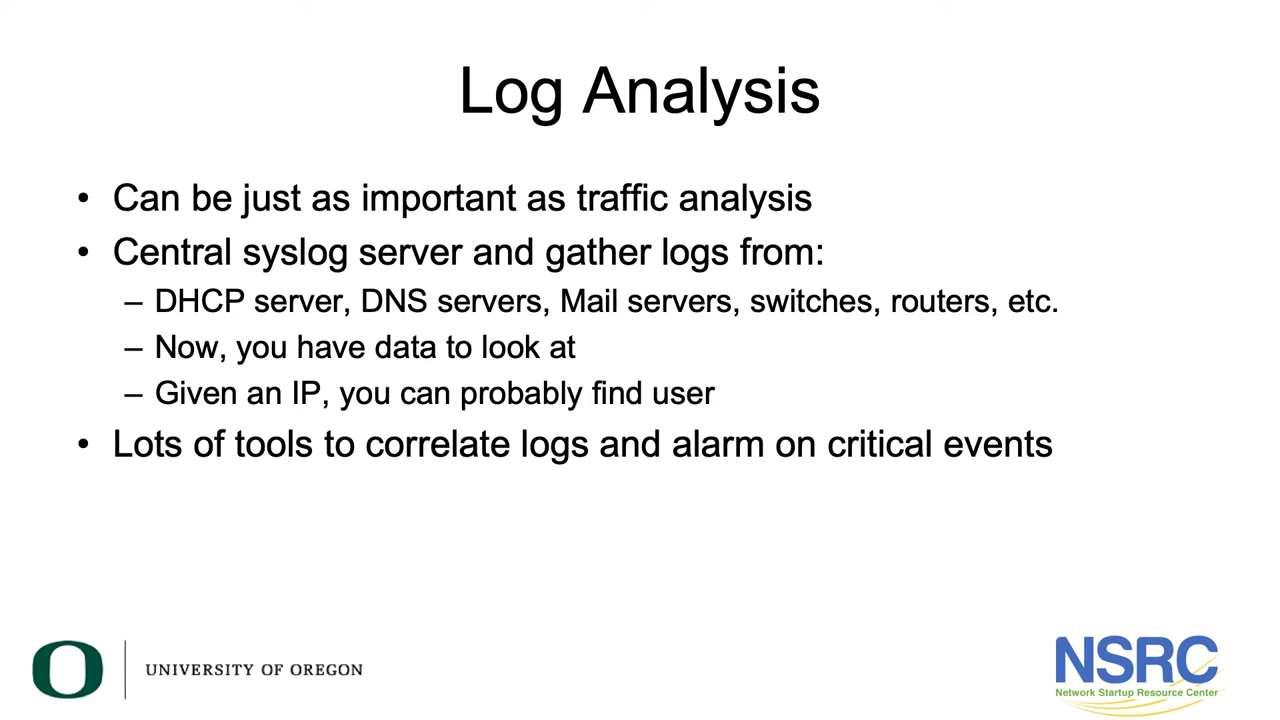 Log Analysis
• Can be just as important as traffic analysis
• Central syslog server and gather logs from:
– DHCP server, DNS servers, Mail servers, switches, routers, etc.
– Now, you have data to look at
– Given an IP, you can probably find user
• Lots of tools to correlate logs and alarm on critical events
O
UNIVERSITY OF OREGON
NSRC
Network Startup Resource Center